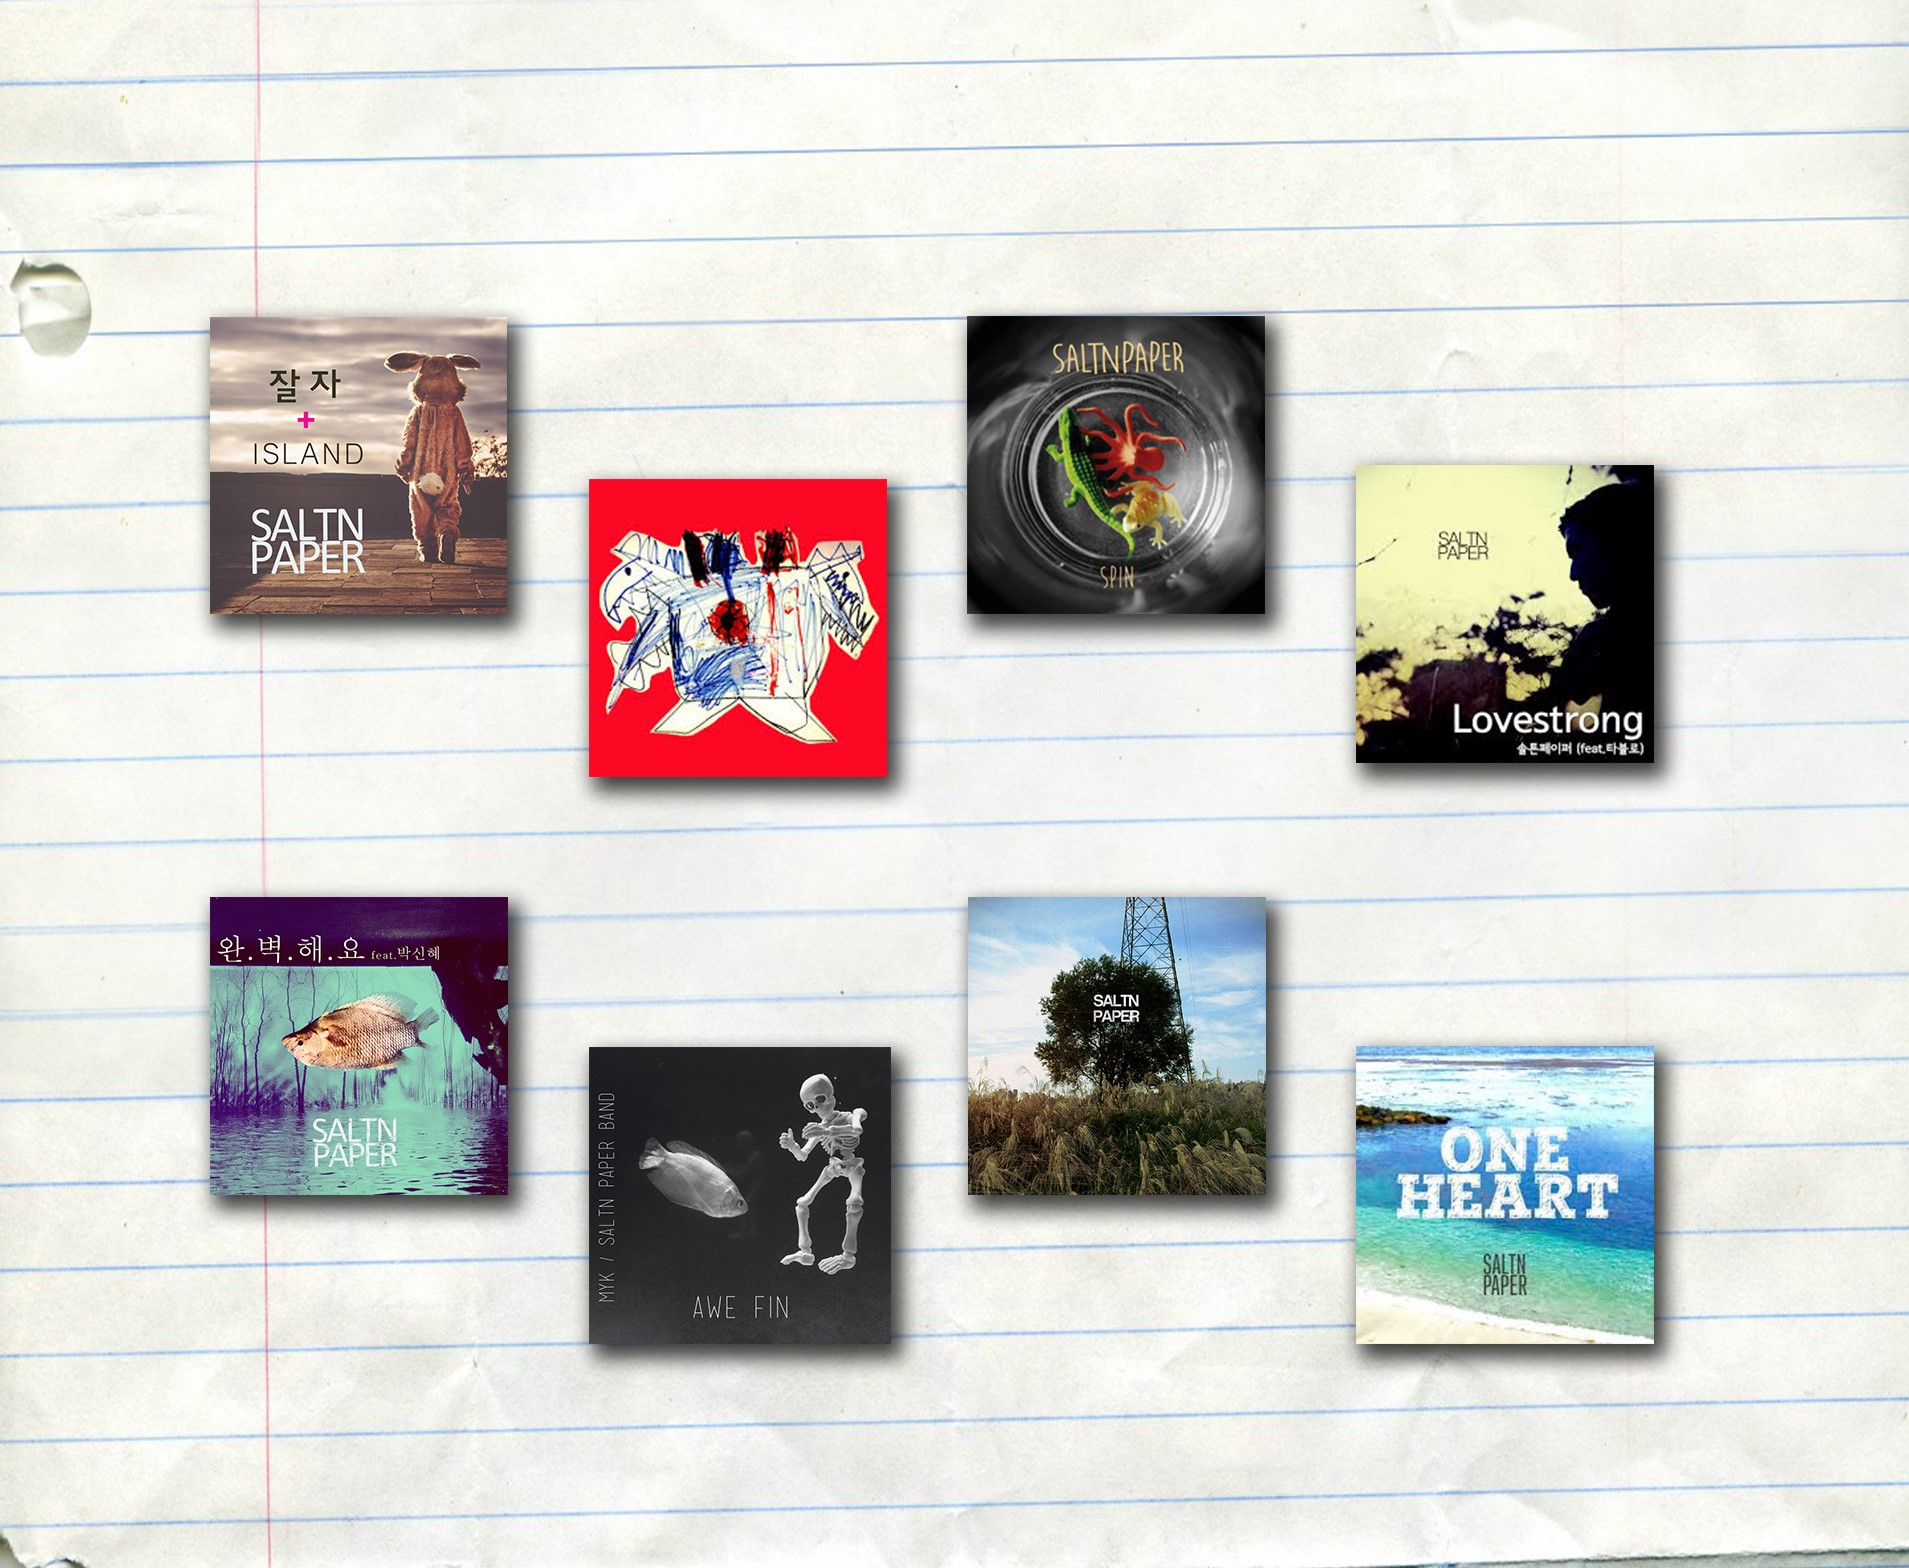 잘 자
+
ISLAND
SALTN
PAPER
SALTNPAPER
SPIN
SALTN
PAPER
Lovestrong
솔튼페이퍼 (feat.타블로)
완.벽.해.요 feat.박신혜
SALTN
PAPER
MYK / SALTN PAPER BAND
AWE FIN
SALTN
PAPER
ONE
HEART
SALTN
PAPER